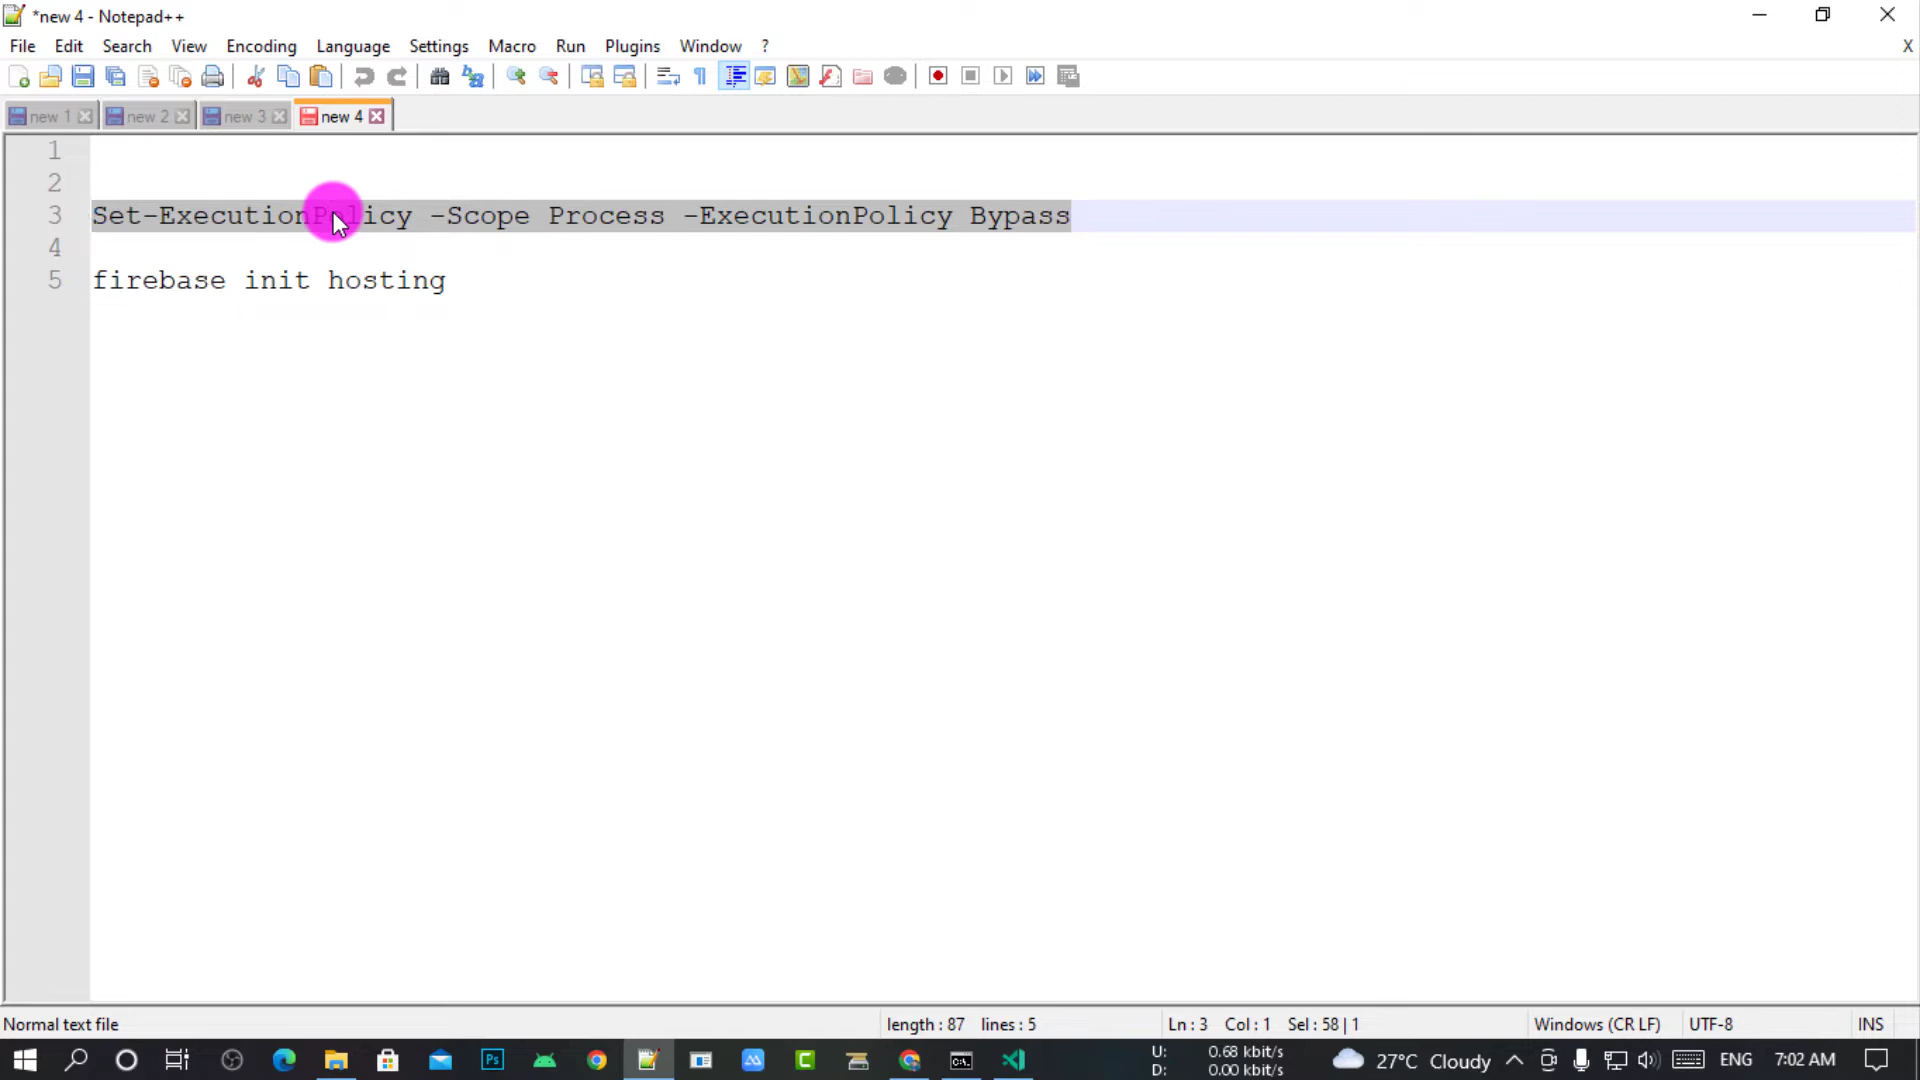 *new 4 - Notepad++
File Edit Search View Encoding Language Settings Macro Run Plugins Window ? X
new 1 new 2 new 3 new 4
1
2
3 Set-ExecutionPolicy -Scope Process -ExecutionPolicy Bypass
4
5 firebase init hosting
Normal text file length : 87 lines : 5 Ln : 3 Col : 1 Sel : 58 | 1 Windows (CR LF) UTF-8 INS
U: 0.68 kbit/s
D: 0.00 kbit/s
27°C Cloudy ENG 7:02 AM